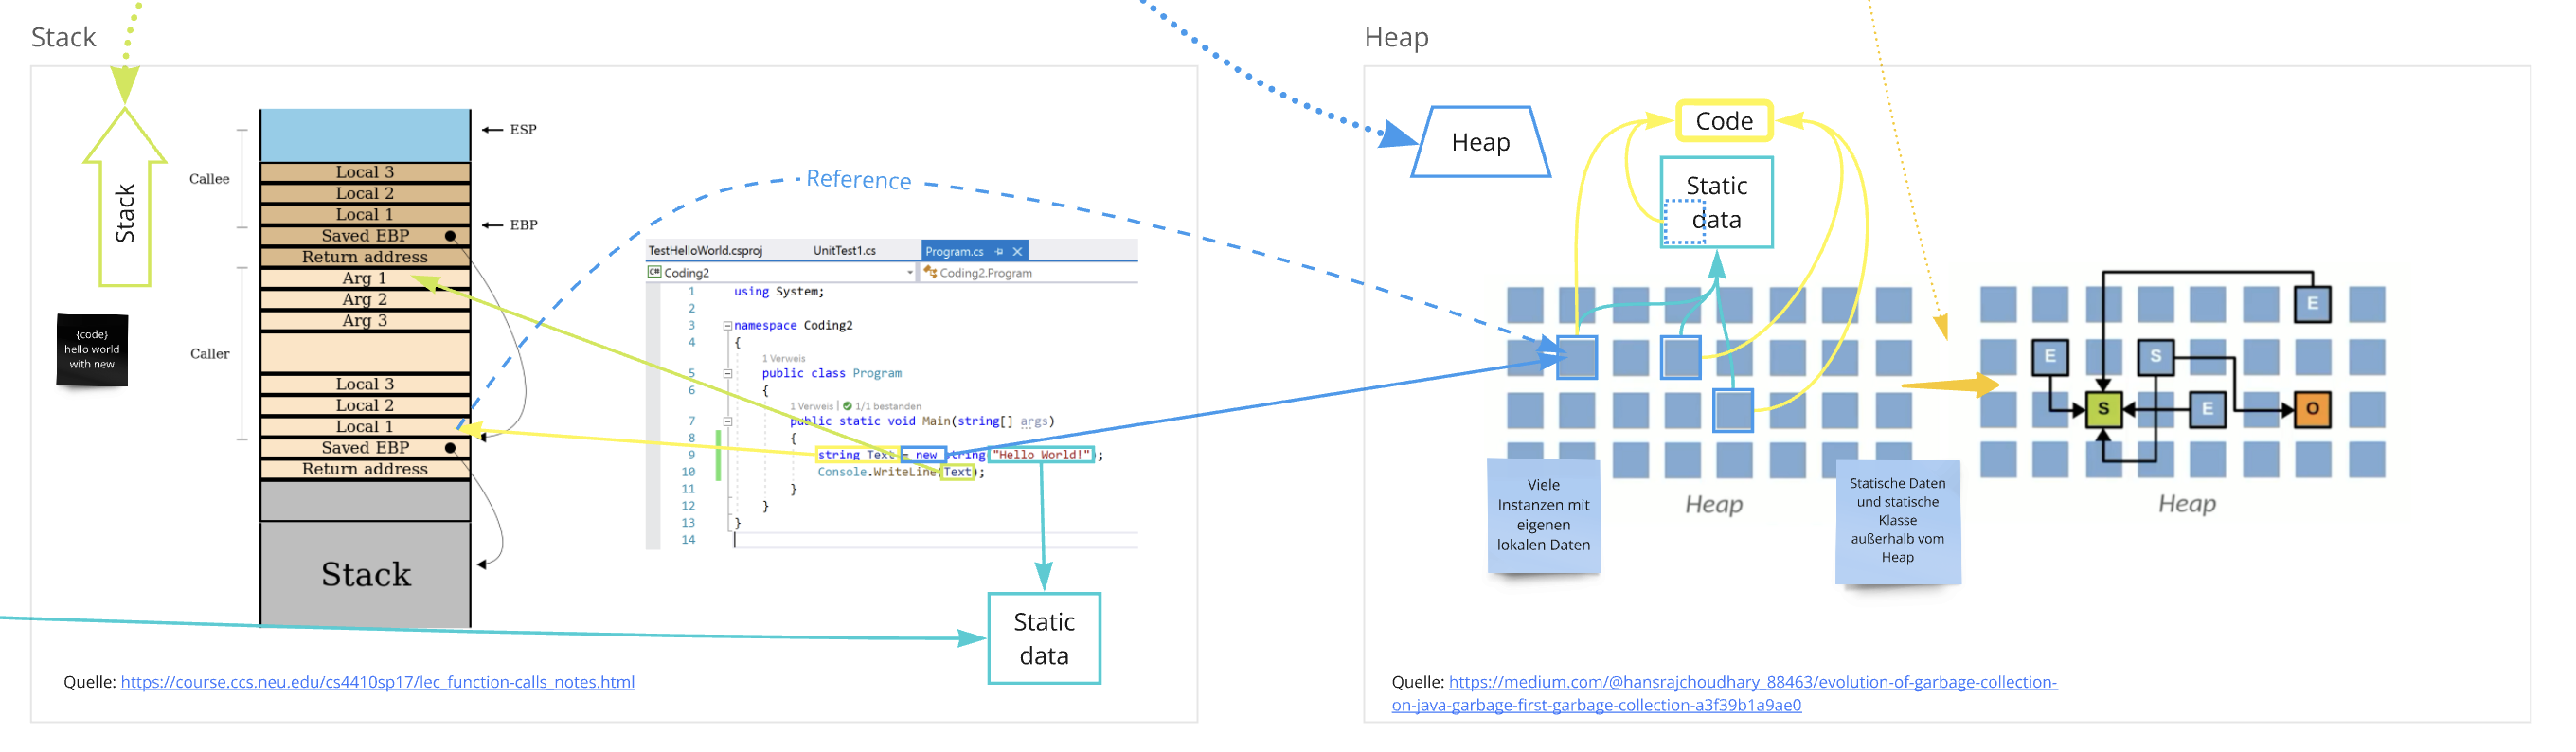 Stack
Stack
Callee
Caller
ESP
EBP
Local 3
Local 2
Local 1
Saved EBP
Return address
Arg 1
Arg 2
Arg 3
Local 3
Local 2
Local 1
Saved EBP
Return address
Stack
{code}
hello world
with new
Reference
TestHelloWorld.csproj UnitTest1.cs Program.cs
C# Coding2 Coding2.Program
1 using System;
2
3 namespace Coding2
4 {
1 Verweis
5 public class Program
6 {
1 Verweis | 1/1 bestanden
7 public static void Main(string[] args)
8 {
9 string Text = new string("Hello World!");
10 Console.WriteLine(Text);
11 }
12 }
13 }
14
Static
data
Quelle: https://course.ccs.neu.edu/cs4410sp17/lec_function-calls_notes.html
Heap
Heap
Code
Static
data
Viele
Instanzen mit
eigenen
lokalen Daten
Heap
Statische Daten
und statische
Klasse
außerhalb vom
Heap
E
E
S
S
E
O
Heap
Quelle: https://medium.com/@hansrajchoudhary_88463/evolution-of-garbage-collection-
on-java-garbage-first-garbage-collection-a3f39b1a9ae0